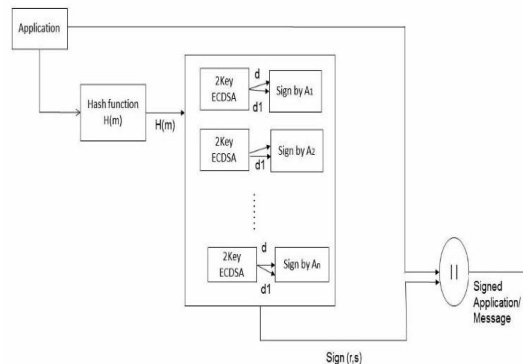 Application
Hash function
H(m)
H(m)
2Key
ECDSA
d
d1
Sign by A1
2Key
ECDSA
d1
Sign by A2
2Key
ECDSA
d
d1
Sign by An
||
Signed
Application/
Message
Sign (r,s)